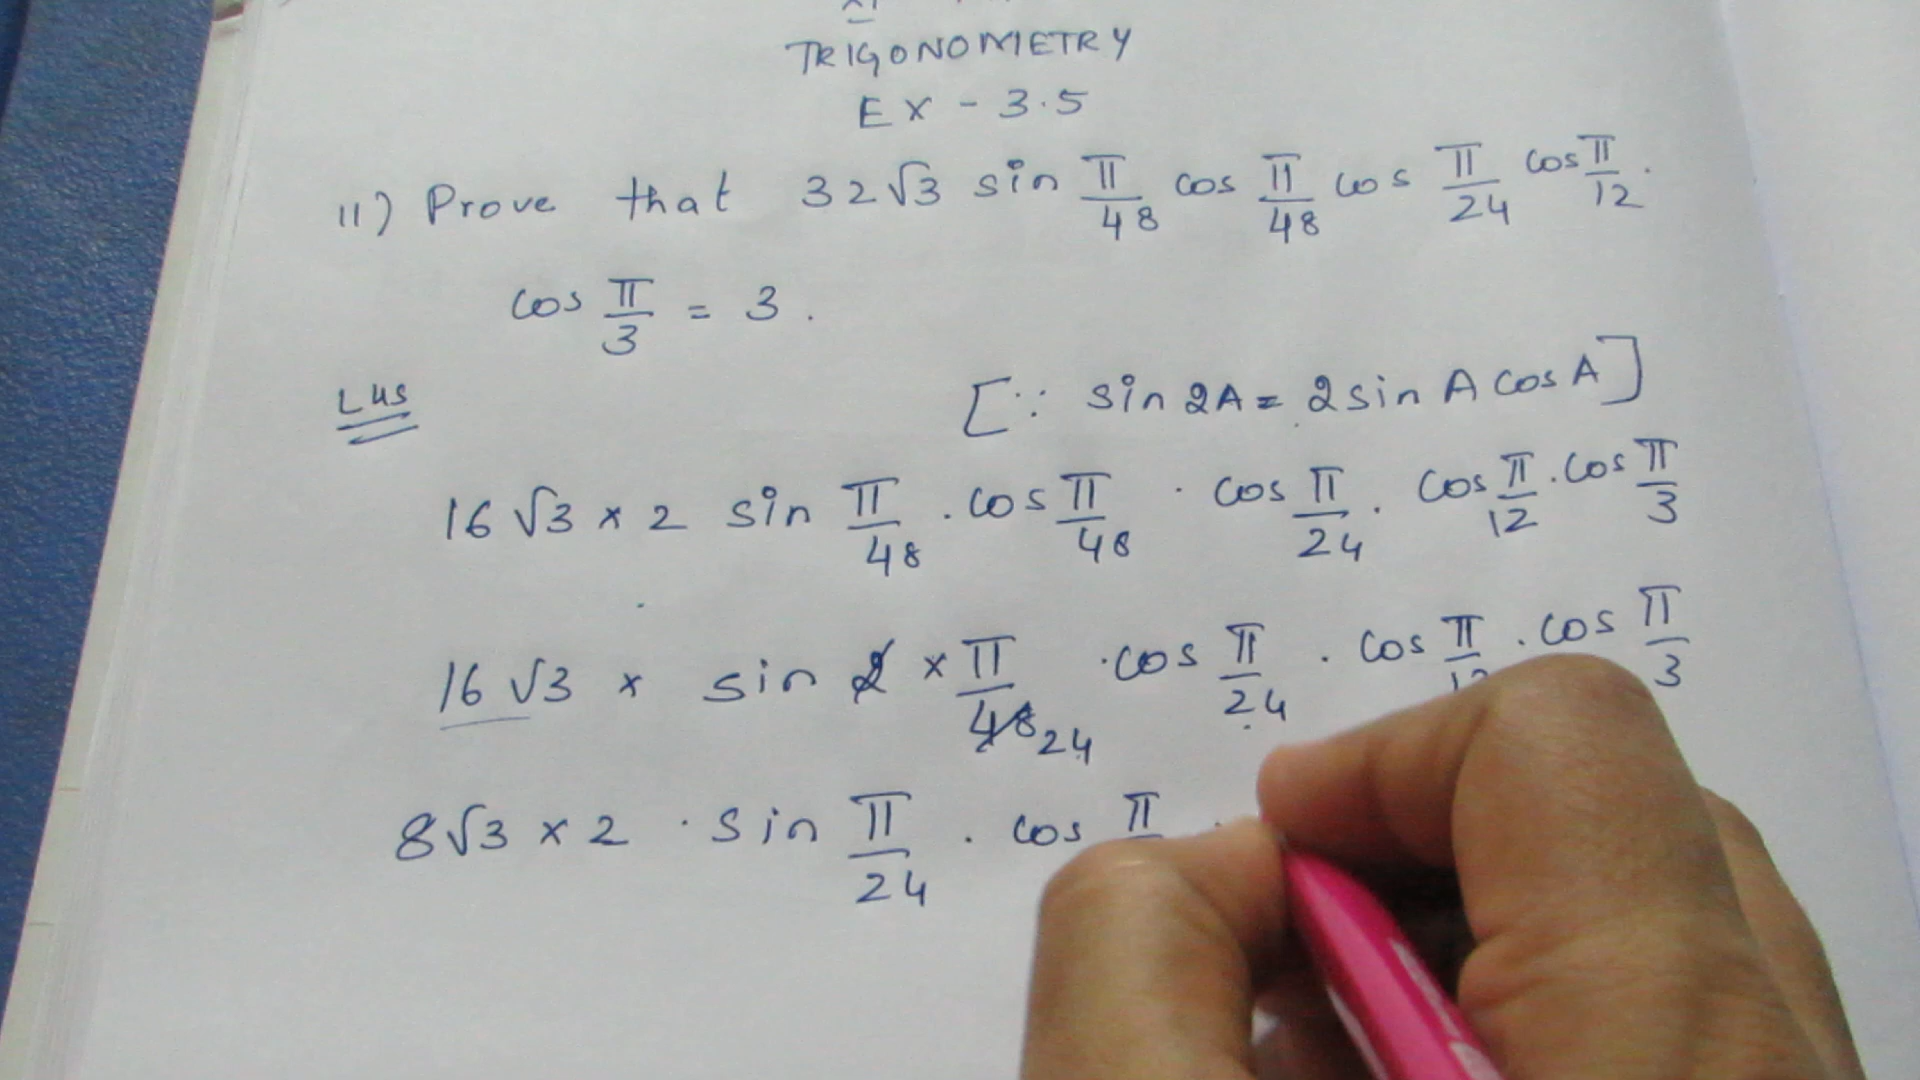 TRIGONOMETRY
EX - 3.5
11) Prove that 32√3 sin π/48 cos π/48 cos π/24 cos π/12 .
cos π/3 = 3 .
LHS
[∵ sin 2A = 2 sin A cos A]
16√3 × 2 sin π/48 . cos π/48 . cos π/24 . cos π/12 . cos π/3
16√3 × sin 2 × π/48 24 . cos π/24 . cos π/12 . cos π/3
8√3 × 2 . sin π/24 . cos π